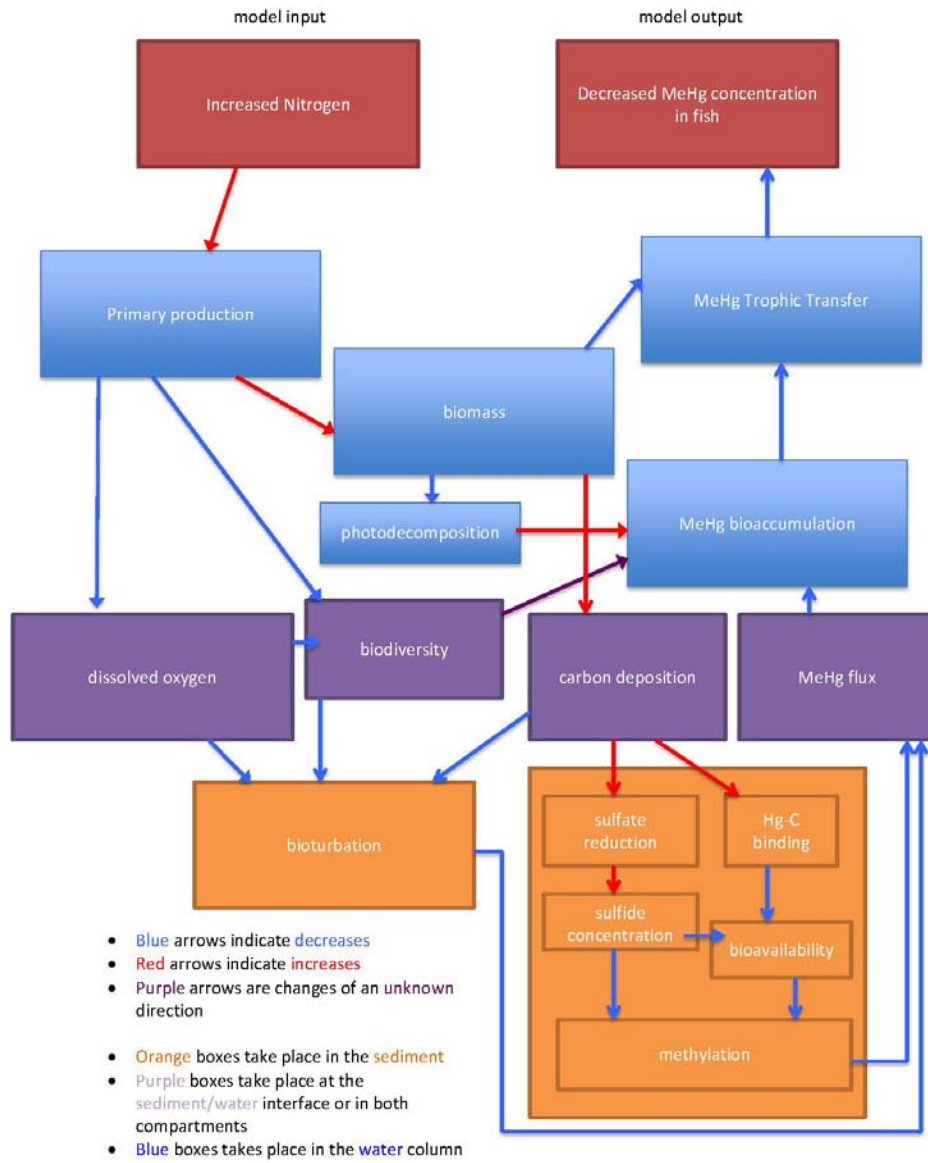 model input
model output
Increased Nitrogen
Decreased MeHg concentration
in fish
Primary production
MeHg Trophic Transfer
biomass
photodecomposition
MeHg bioaccumulation
dissolved oxygen
biodiversity
carbon deposition
MeHg flux
bioturbation
sulfate
reduction
Hg-C
binding
sulfide
concentration
bioavailability
methylation
• Blue arrows indicate decreases
• Red arrows indicate increases
• Purple arrows are changes of an unknown
direction
• Orange boxes take place in the sediment
• Purple boxes take place at the
sediment/water interface or in both
compartments
• Blue boxes takes place in the water column